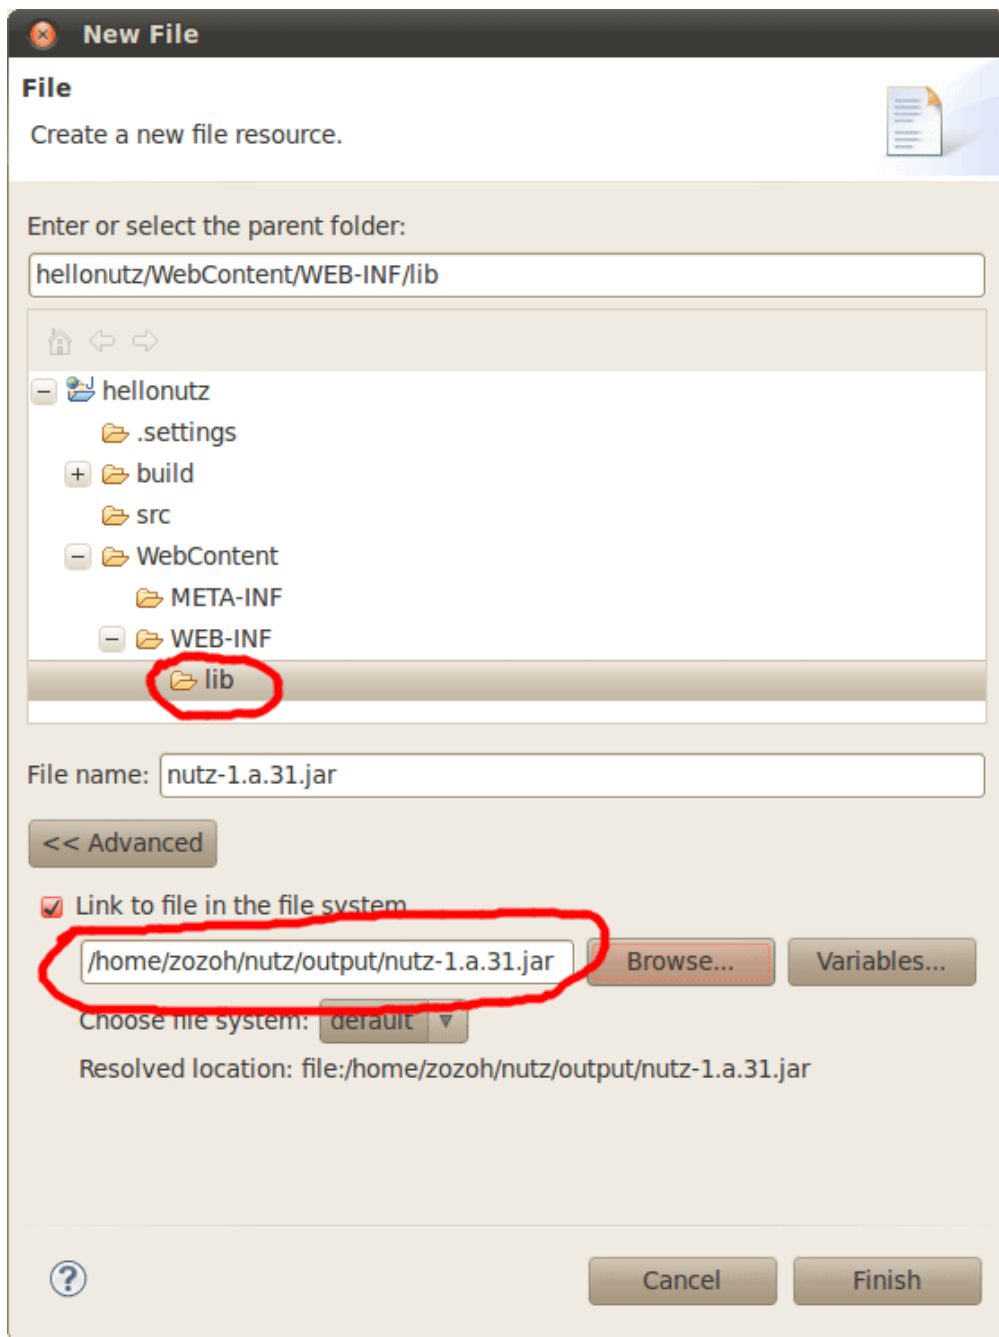 New File
File
Create a new file resource.
Enter or select the parent folder:
hellonutz/WebContent/WEB-INF/lib
hellonutz
.settings
build
src
WebContent
META-INF
WEB-INF
lib
File name: nutz-1.a.31.jar
<< Advanced
Link to file in the file system
/home/zozoh/nutz/output/nutz-1.a.31.jar Browse... Variables...
Choose file system: default
Resolved location: file:/home/zozoh/nutz/output/nutz-1.a.31.jar
? Cancel Finish